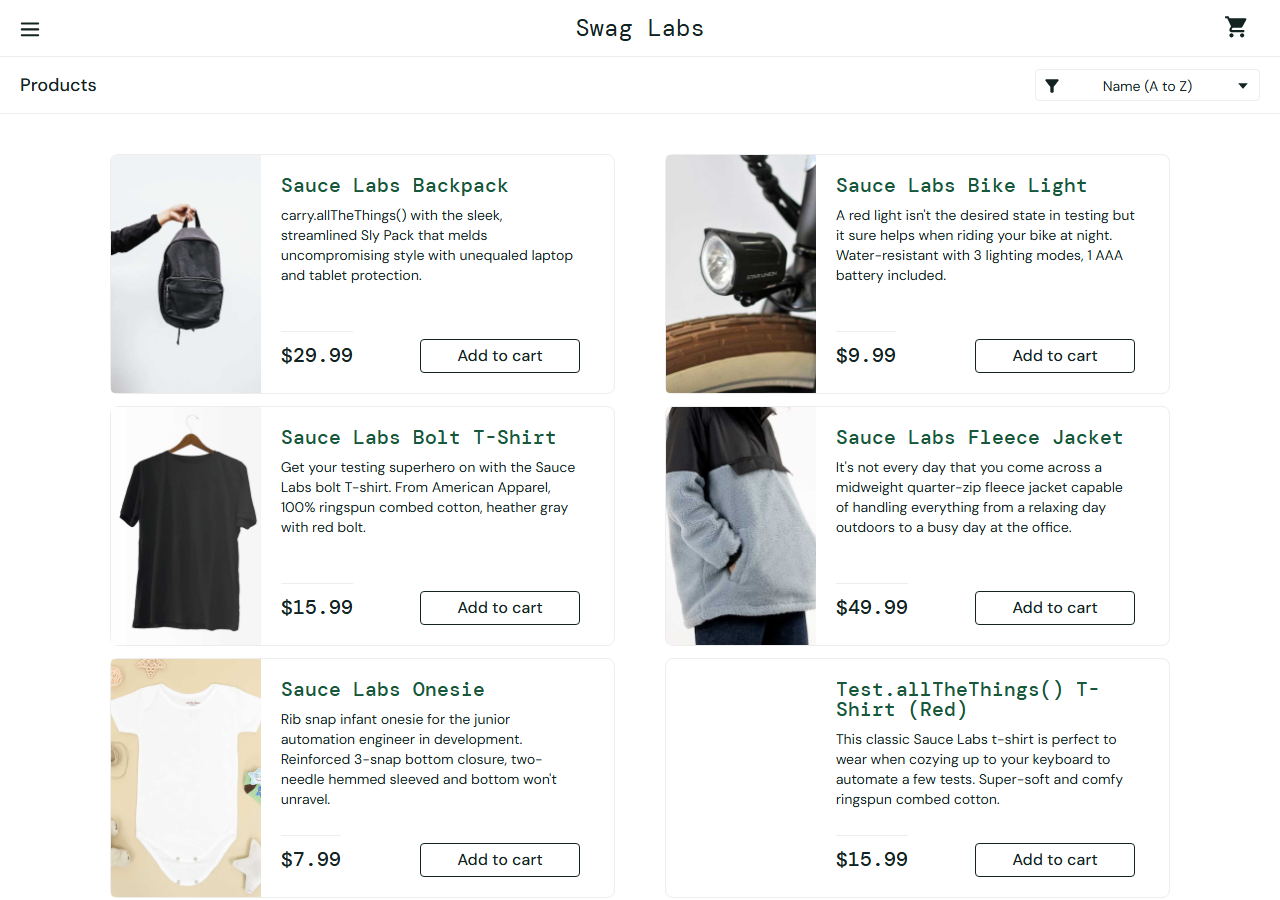 Swag Labs
Products
Name (A to Z)
Sauce Labs Backpack
carry.allTheThings() with the sleek,
streamlined Sly Pack that melds
uncompromising style with unequaled laptop
and tablet protection.
$29.99
Add to cart
Sauce Labs Bike Light
A red light isn't the desired state in testing but
it sure helps when riding your bike at night.
Water-resistant with 3 lighting modes, 1 AAA
battery included.
$9.99
Add to cart
Sauce Labs Bolt T-Shirt
Get your testing superhero on with the Sauce
Labs bolt T-shirt. From American Apparel,
100% ringspun combed cotton, heather gray
with red bolt.
$15.99
Add to cart
Sauce Labs Fleece Jacket
It's not every day that you come across a
midweight quarter-zip fleece jacket capable
of handling everything from a relaxing day
outdoors to a busy day at the office.
$49.99
Add to cart
Sauce Labs Onesie
Rib snap infant onesie for the junior
automation engineer in development.
Reinforced 3-snap bottom closure, two-
needle hemmed sleeved and bottom won't
unravel.
$7.99
Add to cart
Test.allTheThings() T-
Shirt (Red)
This classic Sauce Labs t-shirt is perfect to
wear when cozying up to your keyboard to
automate a few tests. Super-soft and comfy
ringspun combed cotton.
$15.99
Add to cart